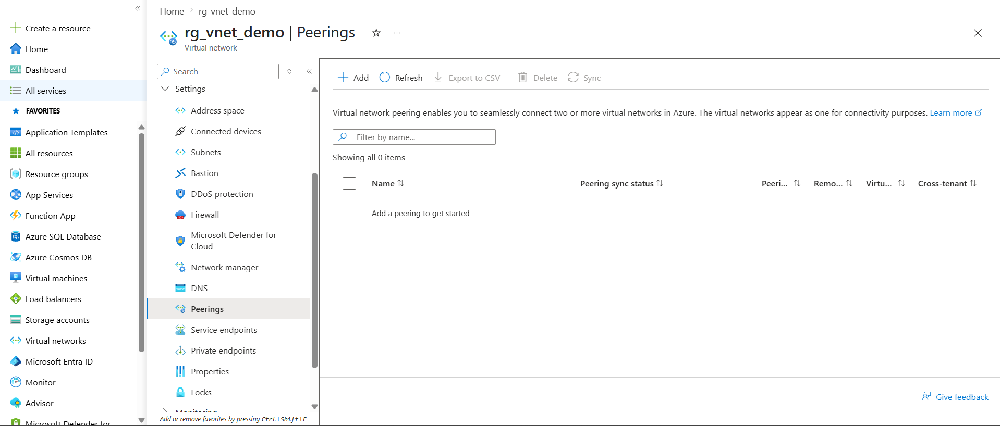 Home > rg_vnet_demo
rg_vnet_demo | Peerings
Virtual network
Create a resource
Home
Dashboard
All services
FAVORITES
Application Templates
All resources
Resource groups
App Services
Function App
Azure SQL Database
Azure Cosmos DB
Virtual machines
Load balancers
Storage accounts
Virtual networks
Microsoft Entra ID
Monitor
Advisor
Microsoft Defender for
Search
Settings
Address space
Connected devices
Subnets
Bastion
DDoS protection
Firewall
Microsoft Defender for
Cloud
Network manager
DNS
Peerings
Service endpoints
Private endpoints
Properties
Locks
Monitoring
Add or remove favorites by pressing Ctrl+Shift+F
Add Refresh Export to CSV Delete Sync
Virtual network peering enables you to seamlessly connect two or more virtual networks in Azure. The virtual networks appear as one for connectivity purposes. Learn more
Filter by name...
Showing all 0 items
Name Peering sync status Peeri... Remo... Virtu... Cross-tenant
Add a peering to get started
Give feedback